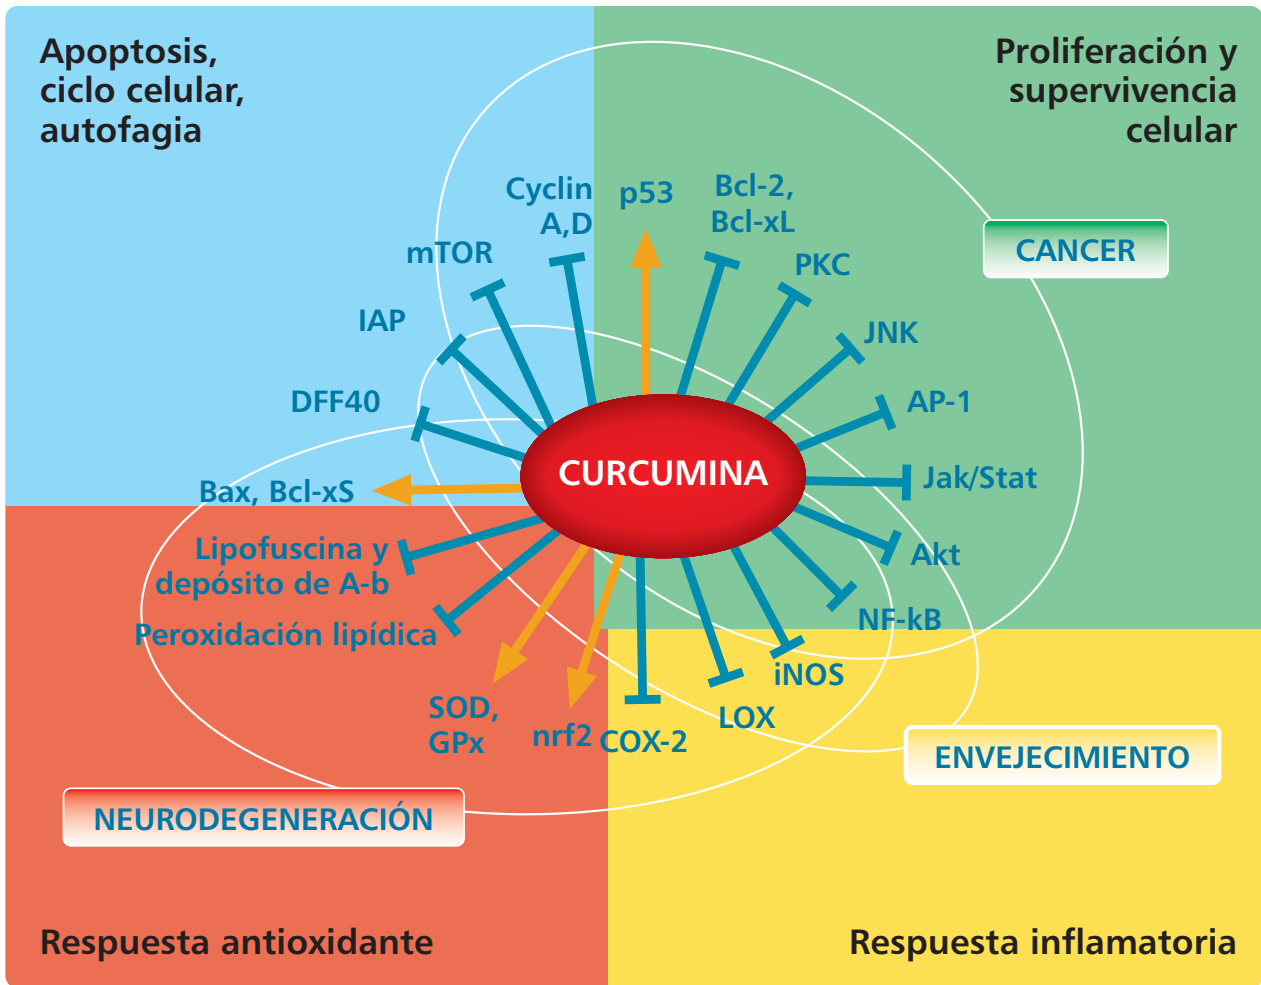 Apoptosis,
ciclo celular,
autofagia
Proliferación y
supervivencia
celular
Cyclin
A,D
p53
Bcl-2,
Bcl-xL
mTOR
PKC
IAP
JNK
DFF40
AP-1
Bax, Bcl-xS
CURCUMINA
Jak/Stat
Lipofuscina y
depósito de A-b
Akt
Peroxidación lipídica
NF-kB
SOD,
GPx
nrf2
COX-2
LOX
iNOS
CANCER
ENVEJECIMIENTO
NEURODEGENERACIÓN
Respuesta antioxidante
Respuesta inflamatoria